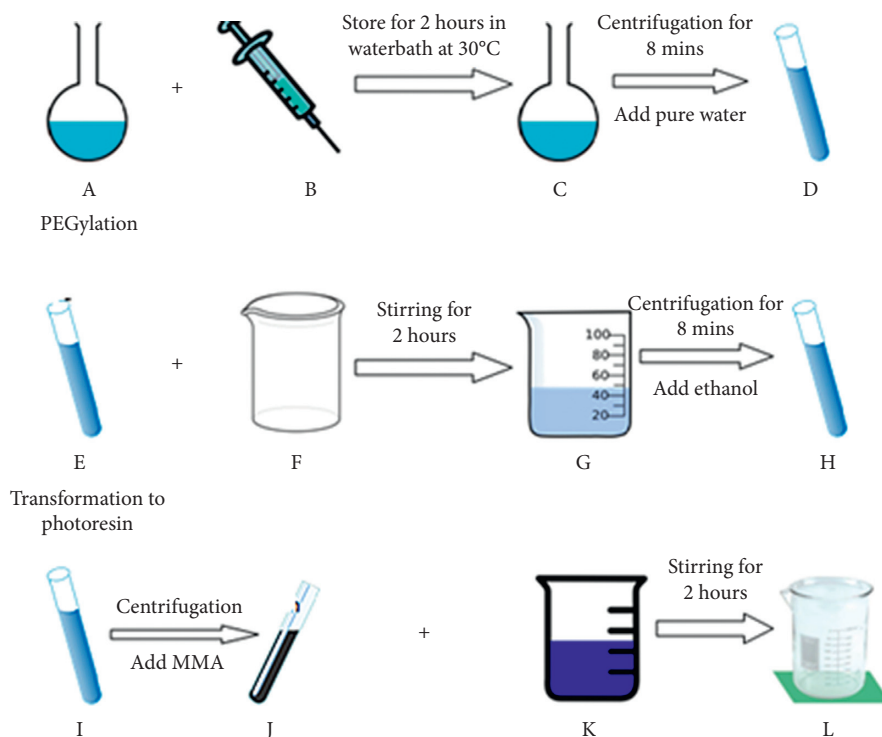 Store for 2 hours in
waterbath at 30°C
Centrifugation for
8 mins
+
Add pure water
A
B
C
D
PEGylation
Stirring for
2 hours
Centrifugation for
8 mins
+
100
80
60
40
20
Add ethanol
E
F
G
H
Transformation to
photoresin
Centrifugation
Add MMA
+
Stirring for
2 hours
I
J
K
L